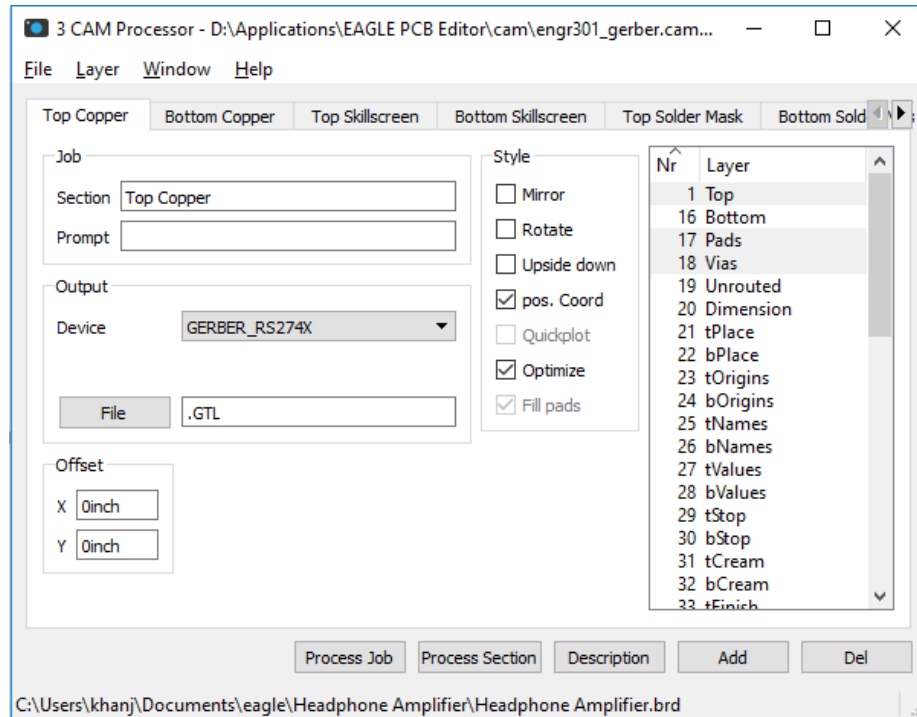 3 CAM Processor - D:\Applications\EAGLE PCB Editor\cam\engr301_gerber.cam...
File Layer Window Help
Top Copper Bottom Copper Top Skillscreen Bottom Skillscreen Top Solder Mask Bottom Sold
Job
Section Top Copper
Prompt
Output
Device GERBER_RS274X
File .GTL
Offset
X 0inch
Y 0inch
Style
Mirror
Rotate
Upside down
pos. Coord
Quickplot
Optimize
Fill pads
Nr Layer
1 Top
16 Bottom
17 Pads
18 Vias
19 Unrouted
20 Dimension
21 tPlace
22 bPlace
23 tOrigins
24 bOrigins
25 tNames
26 bNames
27 tValues
28 bValues
29 tStop
30 bStop
31 tCream
32 bCream
33 tFinish
Process Job Process Section Description Add Del
C:\Users\khanj\Documents\eagle\Headphone Amplifier\Headphone Amplifier.brd